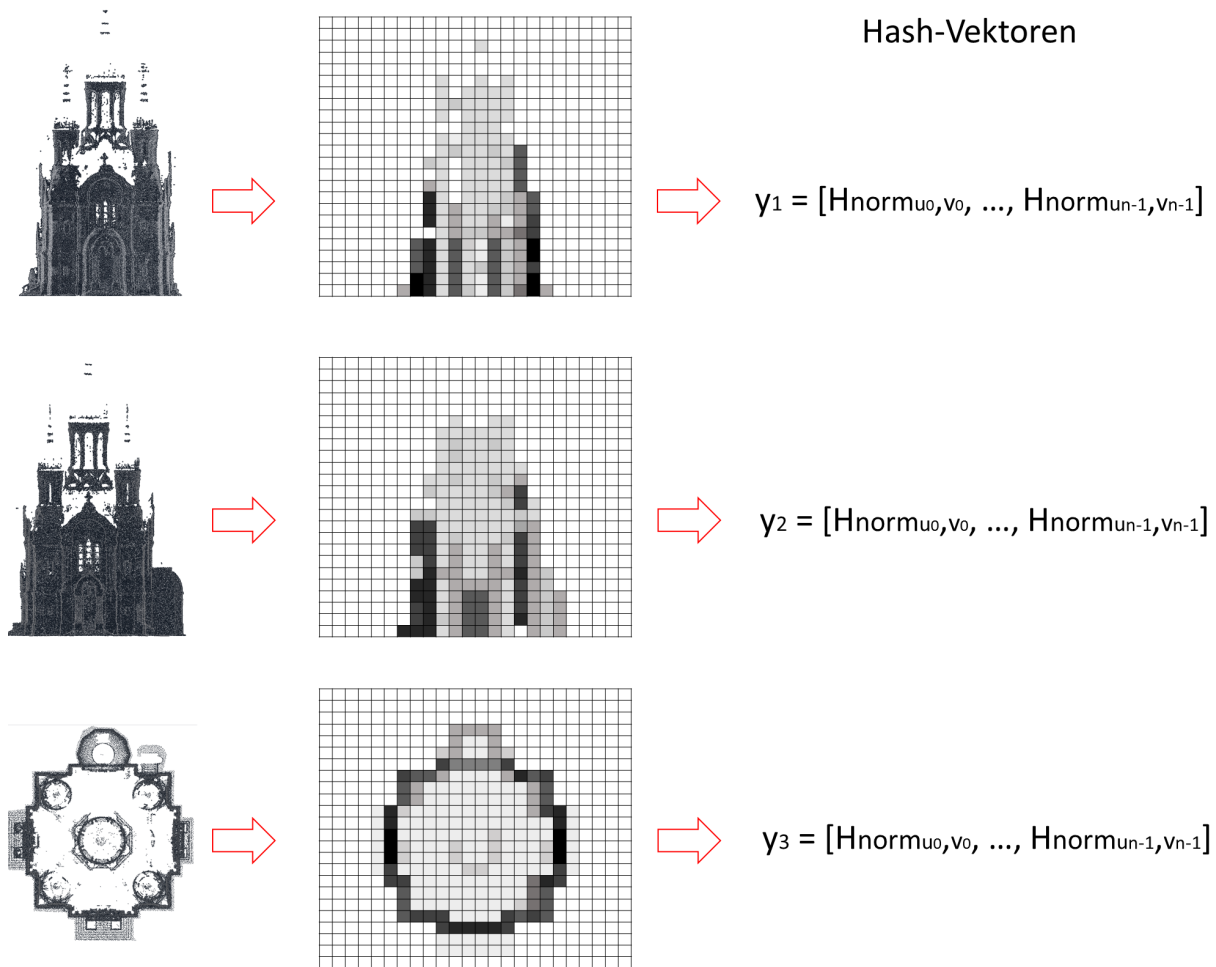 Hash-Vektoren
y1 = [Hnormu0,v0, ..., Hnormun-1,vn-1]
y2 = [Hnormu0,v0, ..., Hnormun-1,vn-1]
y3 = [Hnormu0,v0, ..., Hnormun-1,vn-1]